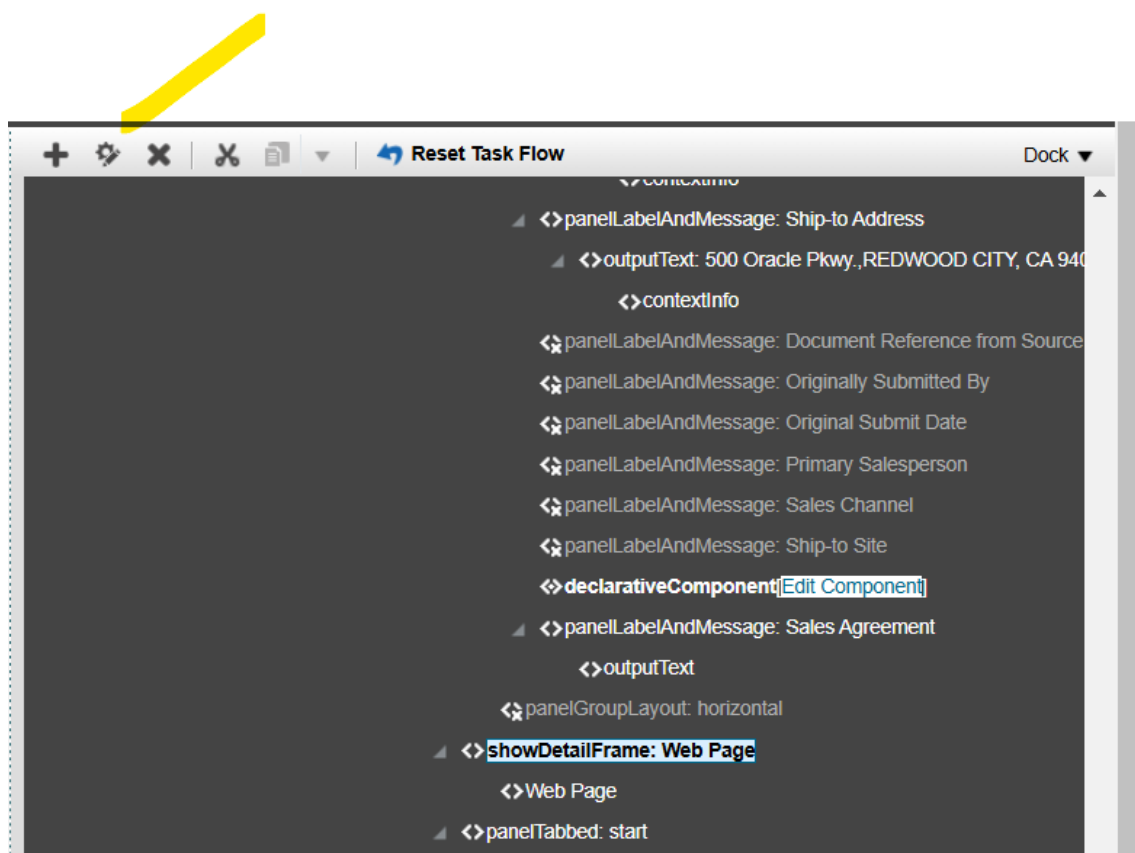 Reset Task Flow
Dock
<>contextInfo
<>panelLabelAndMessage: Ship-to Address
<>outputText: 500 Oracle Pkwy.,REDWOOD CITY, CA 940
<>contextInfo
panelLabelAndMessage: Document Reference from Source
panelLabelAndMessage: Originally Submitted By
panelLabelAndMessage: Original Submit Date
panelLabelAndMessage: Primary Salesperson
panelLabelAndMessage: Sales Channel
panelLabelAndMessage: Ship-to Site
declarativeComponent[Edit Component]
<>panelLabelAndMessage: Sales Agreement
<>outputText
panelGroupLayout: horizontal
<>showDetailFrame: Web Page
<>Web Page
<>panelTabbed: start